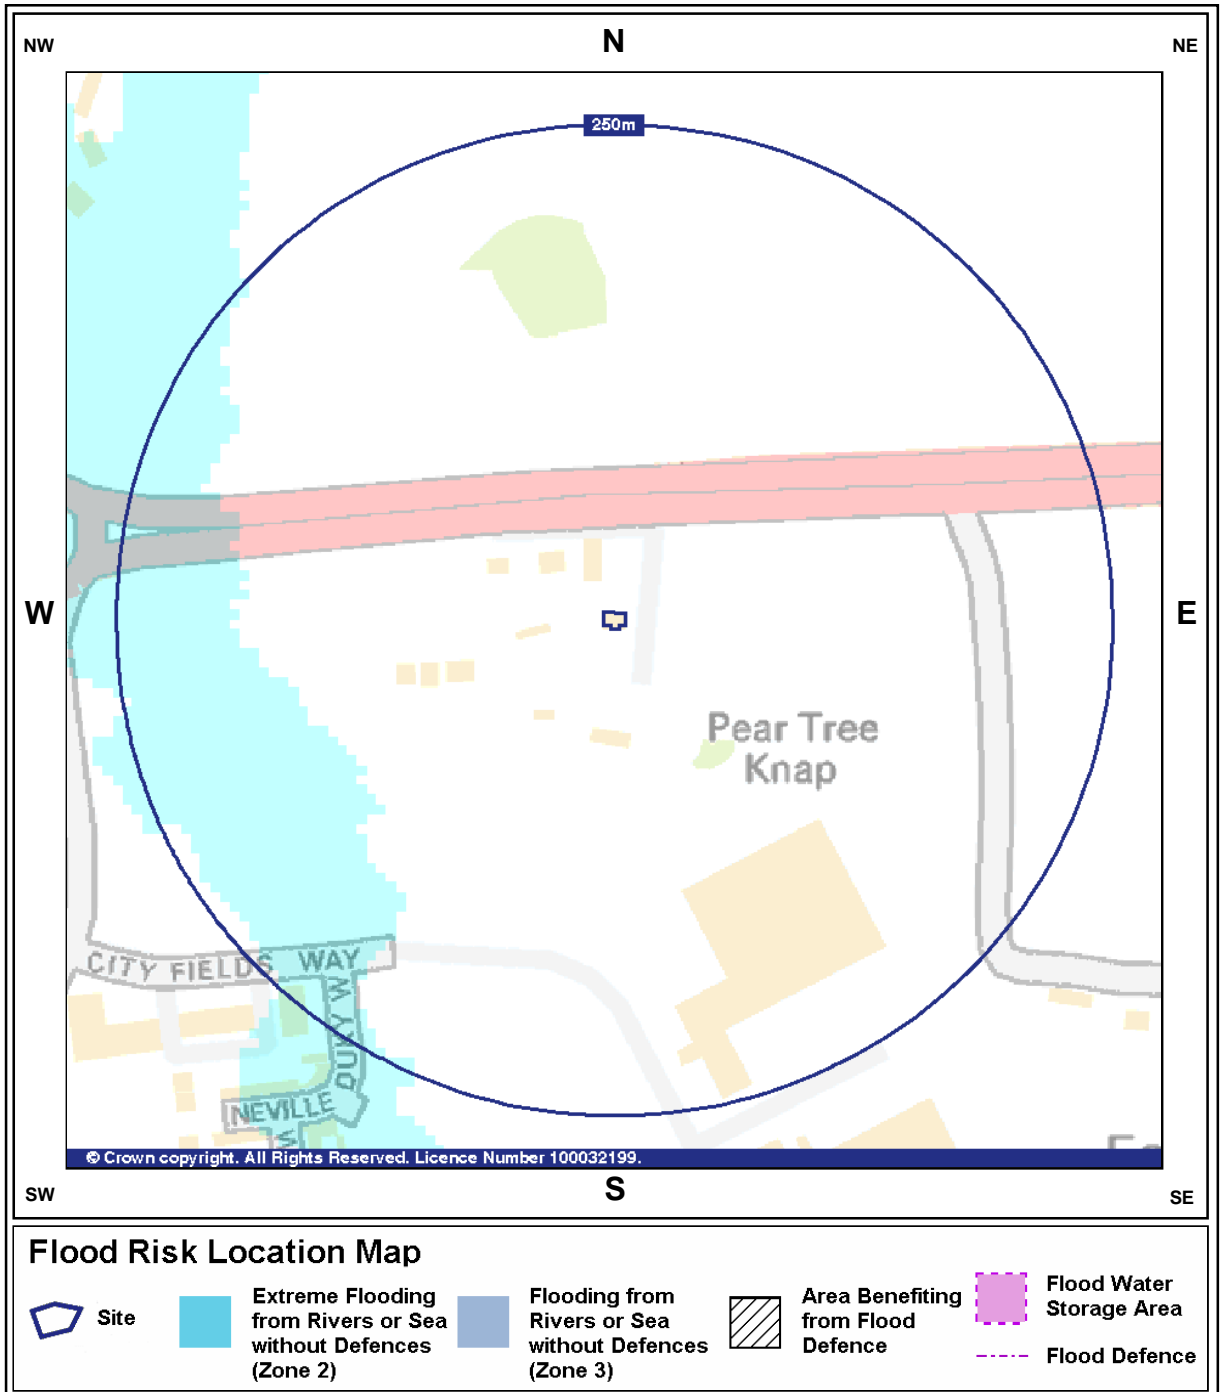 NW
N
NE
250m
W
E
Pear Tree
Knap
CITY FIELDS WAY
NEVILLE
© Crown copyright. All Rights Reserved. Licence Number 100032199.
SW
S
SE
Flood Risk Location Map
Site
Extreme Flooding
from Rivers or Sea
without Defences
(Zone 2)
Flooding from
Rivers or Sea
without Defences
(Zone 3)
Area Benefiting
from Flood
Defence
Flood Water
Storage Area
Flood Defence